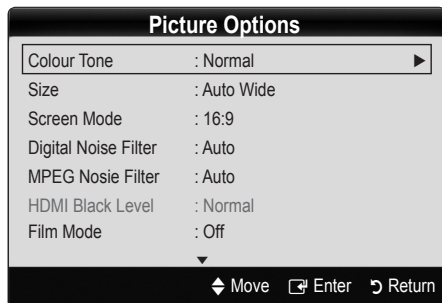 Picture Options
Colour Tone : Normal
Size : Auto Wide
Screen Mode : 16:9
Digital Noise Filter : Auto
MPEG Nosie Filter : Auto
HDMI Black Level : Normal
Film Mode : Off
Move Enter Return